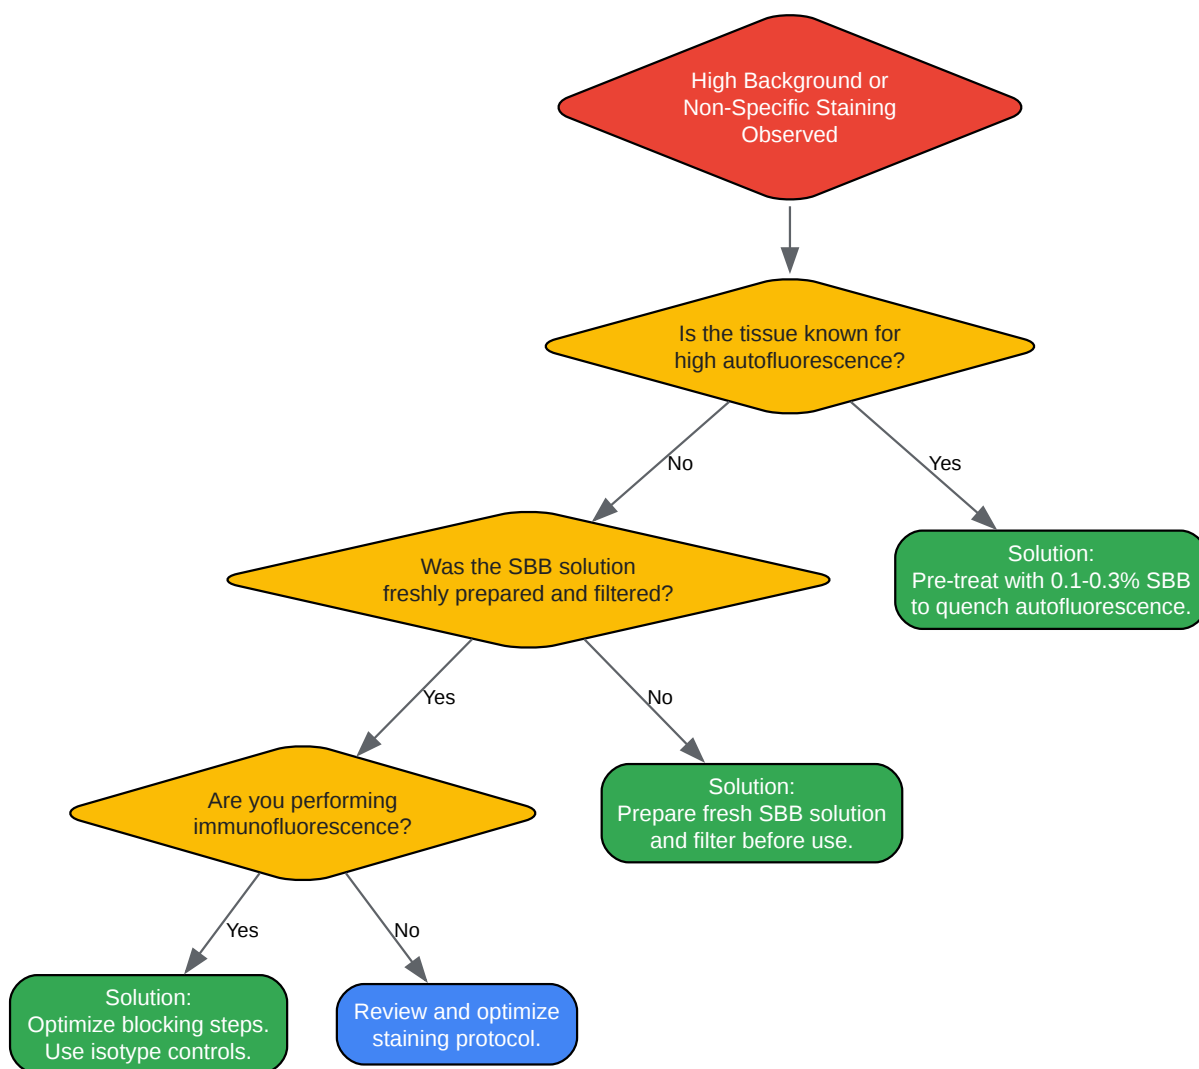 High Background or
Non-Specific Staining
Observed
Is the tissue known for
high autofluorescence?
No
Yes
Was the SBB solution
freshly prepared and filtered?
Solution:
Pre-treat with 0.1-0.3% SBB
to quench autofluorescence.
Yes
No
Are you performing
immunofluorescence?
Solution:
Prepare fresh SBB solution
and filter before use.
Yes
No
Solution:
Optimize blocking steps.
Use isotype controls.
Review and optimize
staining protocol.